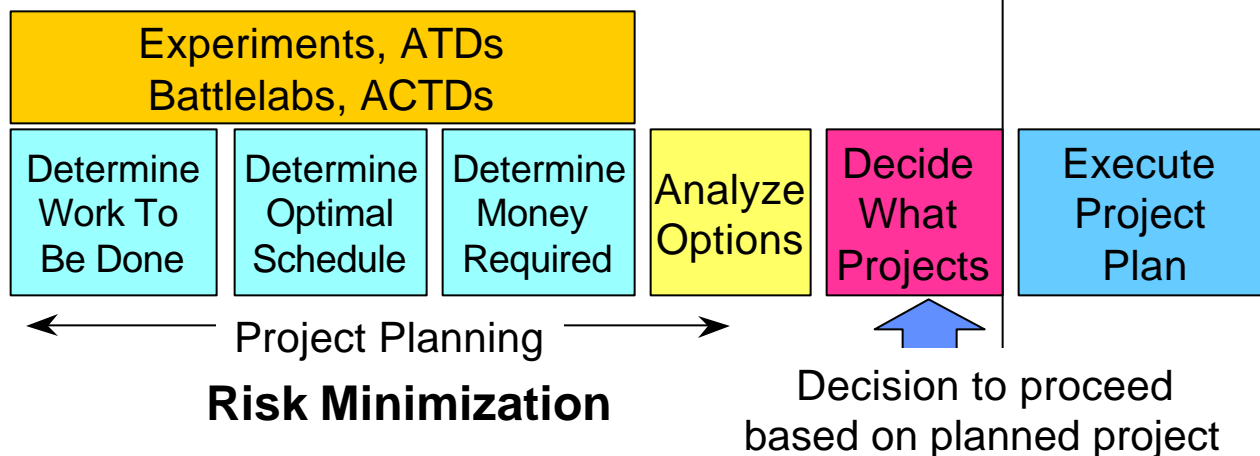 Experiments, ATDs
Battlelabs, ACTDs
Determine
Work To
Be Done
Determine
Optimal
Schedule
Determine
Money
Required
Analyze
Options
Decide
What
Projects
Execute
Project
Plan
Project Planning
Risk Minimization
Decision to proceed
based on planned project